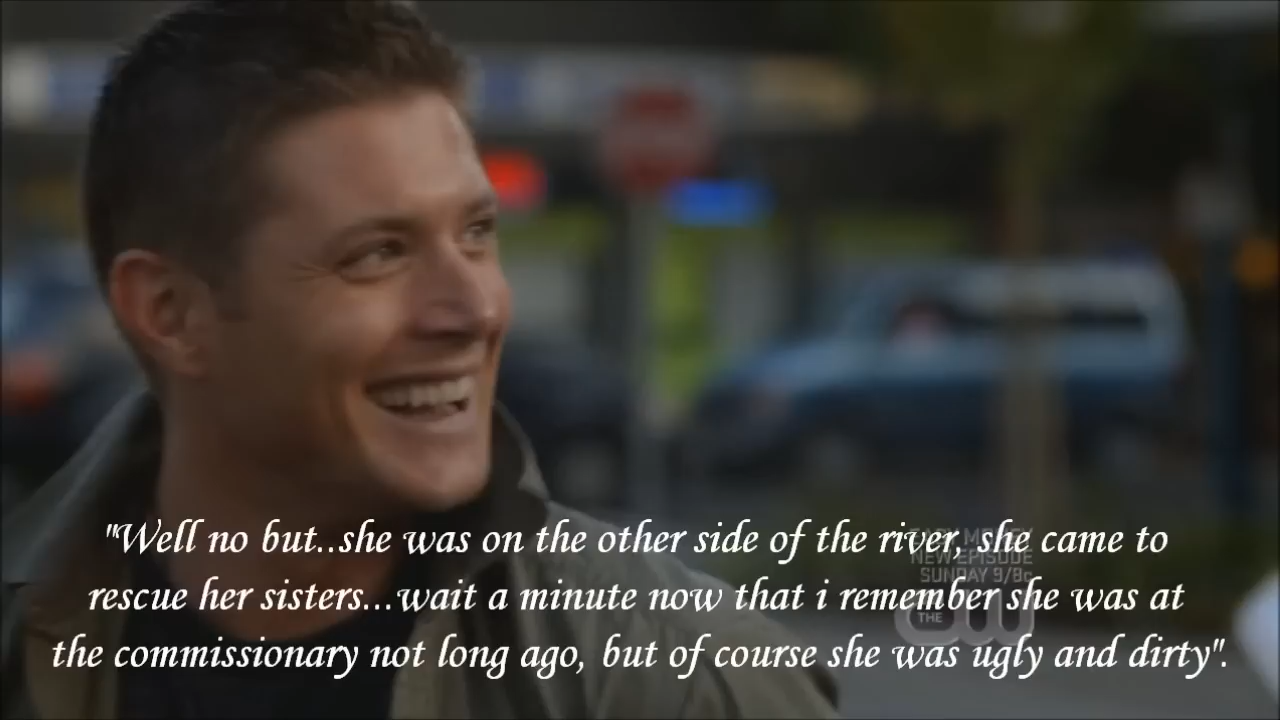 "Well no but..she was on the other side of the river, she came to
rescue her sisters...wait a minute now that i remember she was at
the commissionary not long ago, but of course she was ugly and dirty".
NEW EPISODE
SUNDAY 9/8c
THE
CW